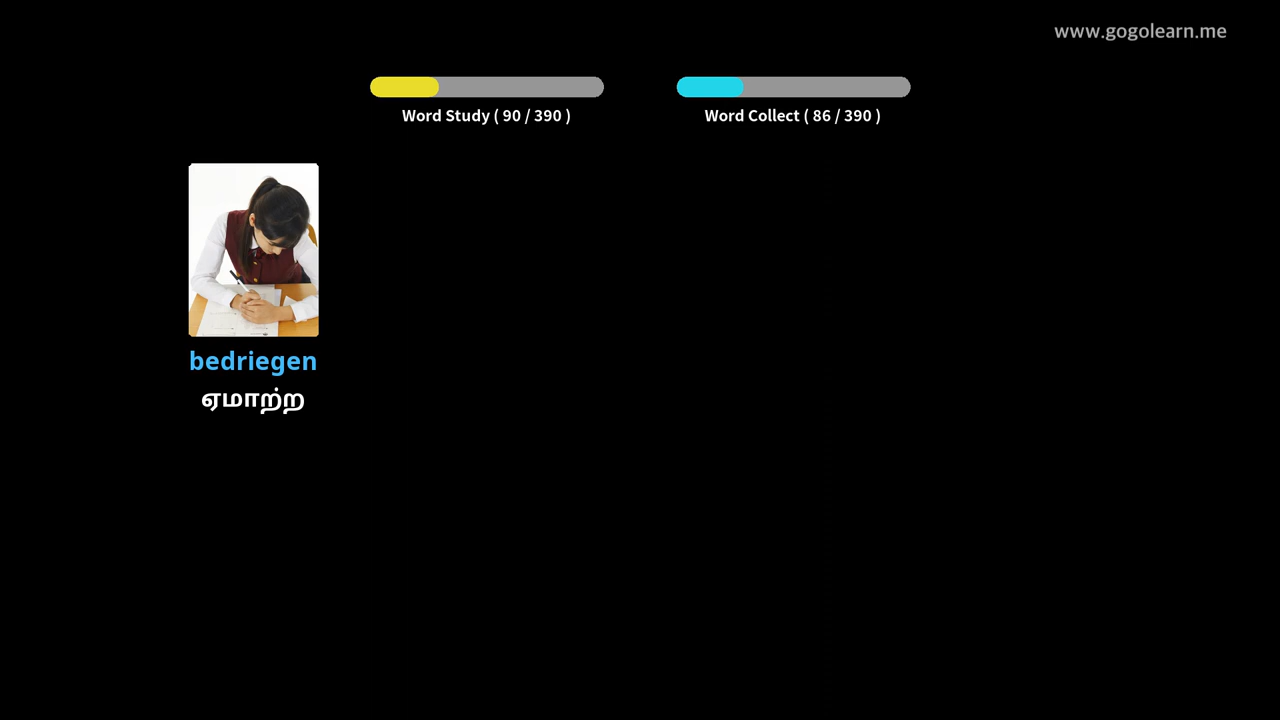 www.gogolearn.me
Word Study ( 90 / 390 )
Word Collect ( 86 / 390 )
bedriegen
ஏமாற்ற